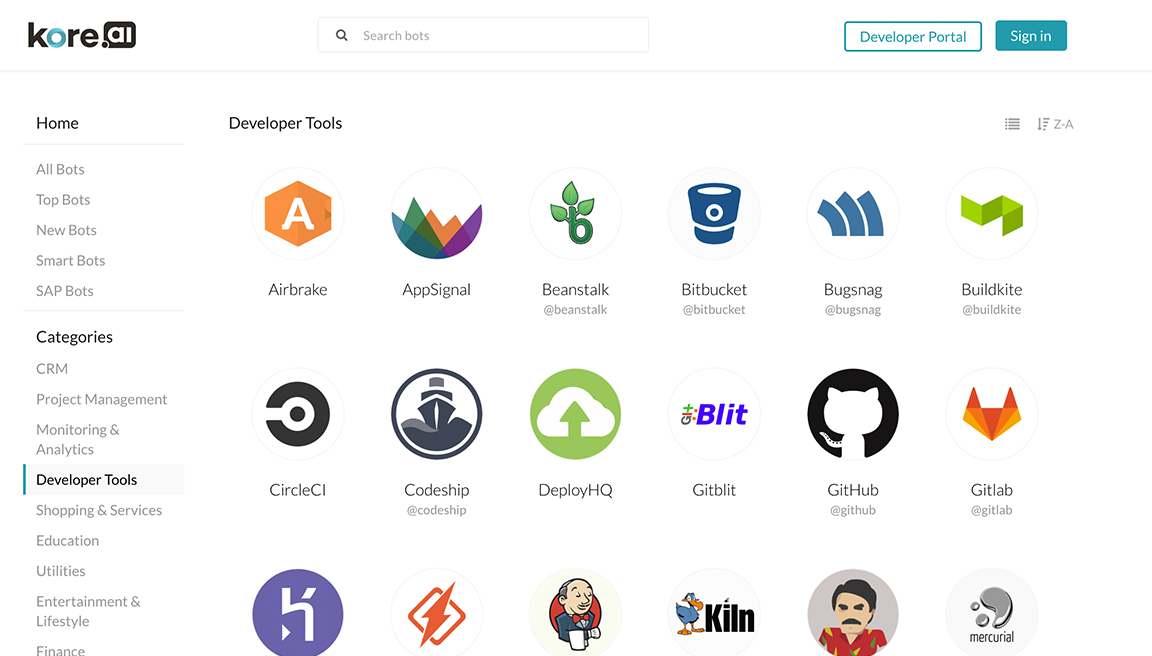 kore.ai
Search bots
Developer Portal
Sign in
Home
All Bots
Top Bots
New Bots
Smart Bots
SAP Bots
Categories
CRM
Project Management
Monitoring &
Analytics
Developer Tools
Shopping & Services
Education
Utilities
Entertainment &
Lifestyle
Finance
Developer Tools
Z-A
A
b
Airbrake
AppSignal
Beanstalk
@beanstalk
Bitbucket
@bitbucket
Bugsnag
@bugsnag
Buildkite
@buildkite
git:Blit
CircleCI
Codeship
@codeship
DeployHQ
Gitblit
GitHub
@github
Gitlab
@gitlab
Kiln
mercurial